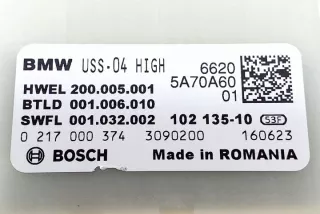 BMW USS-04 HIGH 6620
5A70A60
HWEL 200.005.001 01
BTLD 001.006.010
SWFL 001.032.002 102 135-10 53F
0 217 000 374 3090200 160623
BOSCH Made in ROMANIA